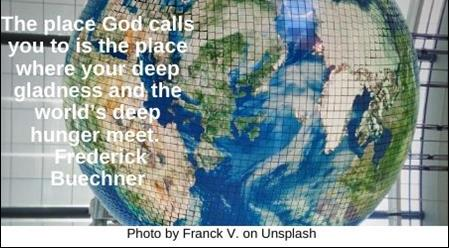 The place God calls
you to is the place
where your deep
gladness and the
world's deep
hunger meet.
Frederick
Buechner
Photo by Franck V. on Unsplash